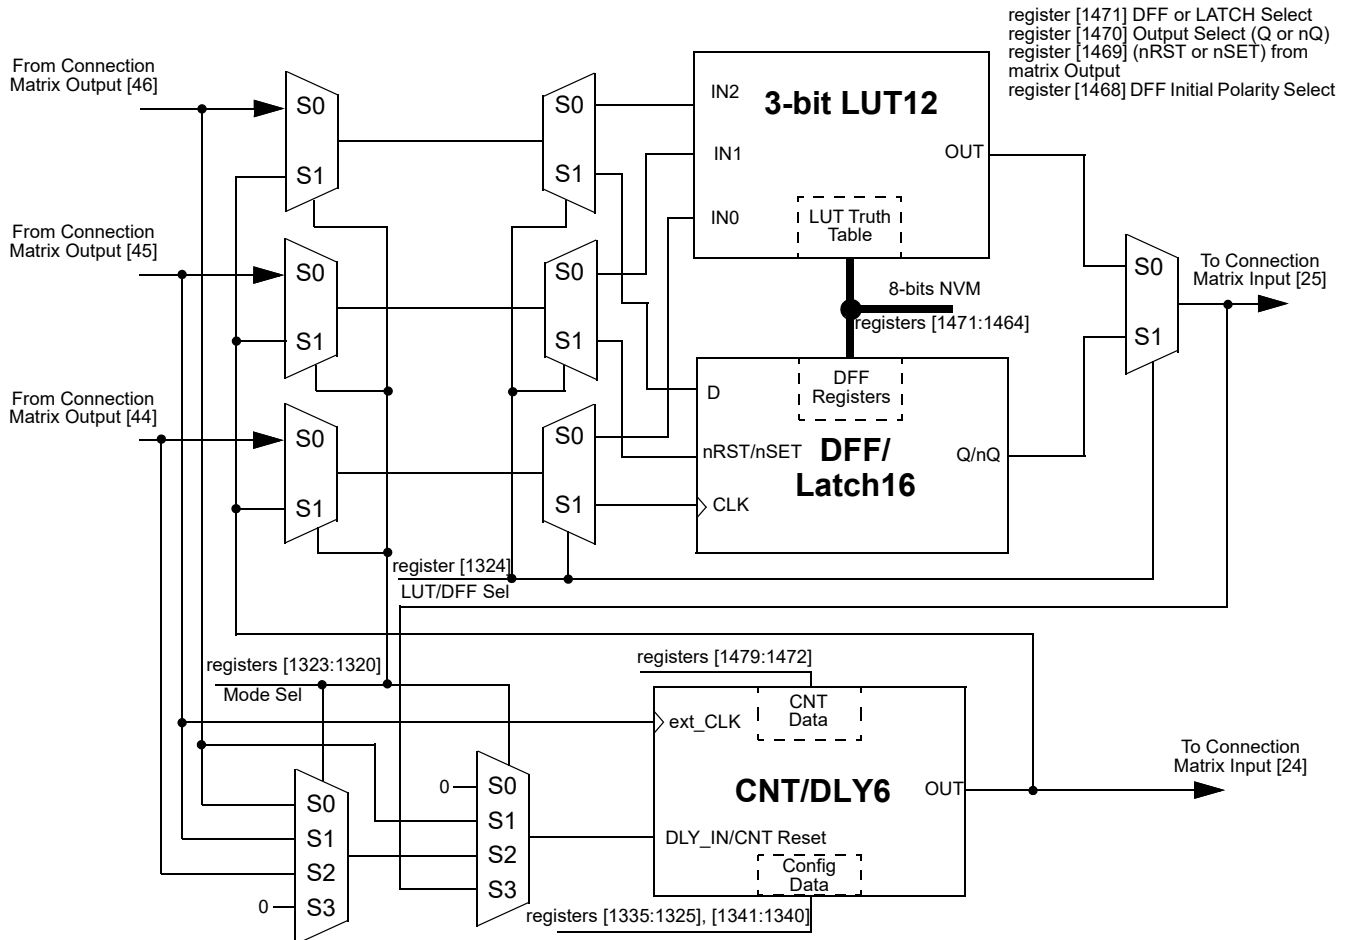 register [1471] DFF or LATCH Select
register [1470] Output Select (Q or nQ)
register [1469] (nRST or nSET) from
matrix Output
register [1468] DFF Initial Polarity Select
From Connection
Matrix Output [46]
S0
S1
S0
S1
IN2
IN1
IN0
3-bit LUT12
OUT
LUT Truth
Table
From Connection
Matrix Output [45]
S0
S1
S0
S1
8-bits NVM
registers [1471:1464]
S0
S1
To Connection
Matrix Input [25]
From Connection
Matrix Output [44]
S0
S1
S0
S1
D
nRST/nSET
CLK
DFF
Registers
DFF/
Latch16
Q/nQ
register [1324]
LUT/DFF Sel
registers [1323:1320]
Mode Sel
registers [1479:1472]
CNT
Data
ext_CLK
CNT/DLY6
OUT
To Connection
Matrix Input [24]
DLY_IN/CNT Reset
Config
Data
registers [1335:1325], [1341:1340]
0
S0
S1
S2
S3
S0
S1
S2
S3
0